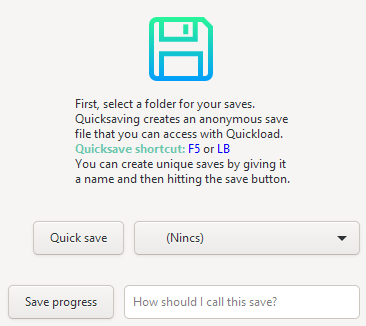 First, select a folder for your saves.
Quicksaving creates an anonymous save
file that you can access with Quickload.
Quicksave shortcut: F5 or LB
You can create unique saves by giving it
a name and then hitting the save button.
Quick save (Nincs)
Save progress How should I call this save?